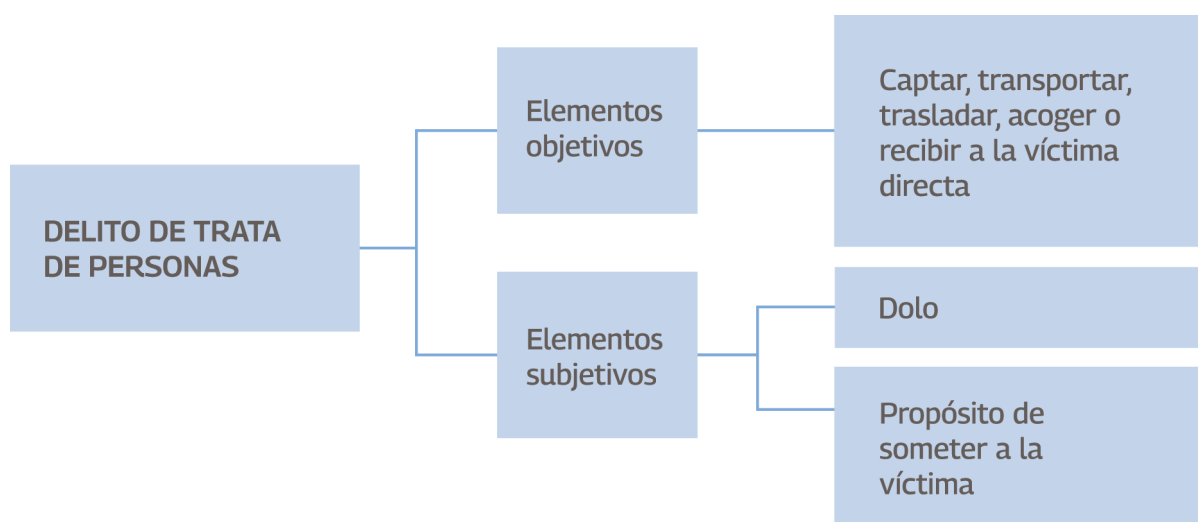 DELITO DE TRATA
DE PERSONAS
Elementos
objetivos
Captar, transportar,
trasladar, acoger o
recibir a la víctima
directa
Elementos
subjetivos
Dolo
Propósito de
someter a la
víctima